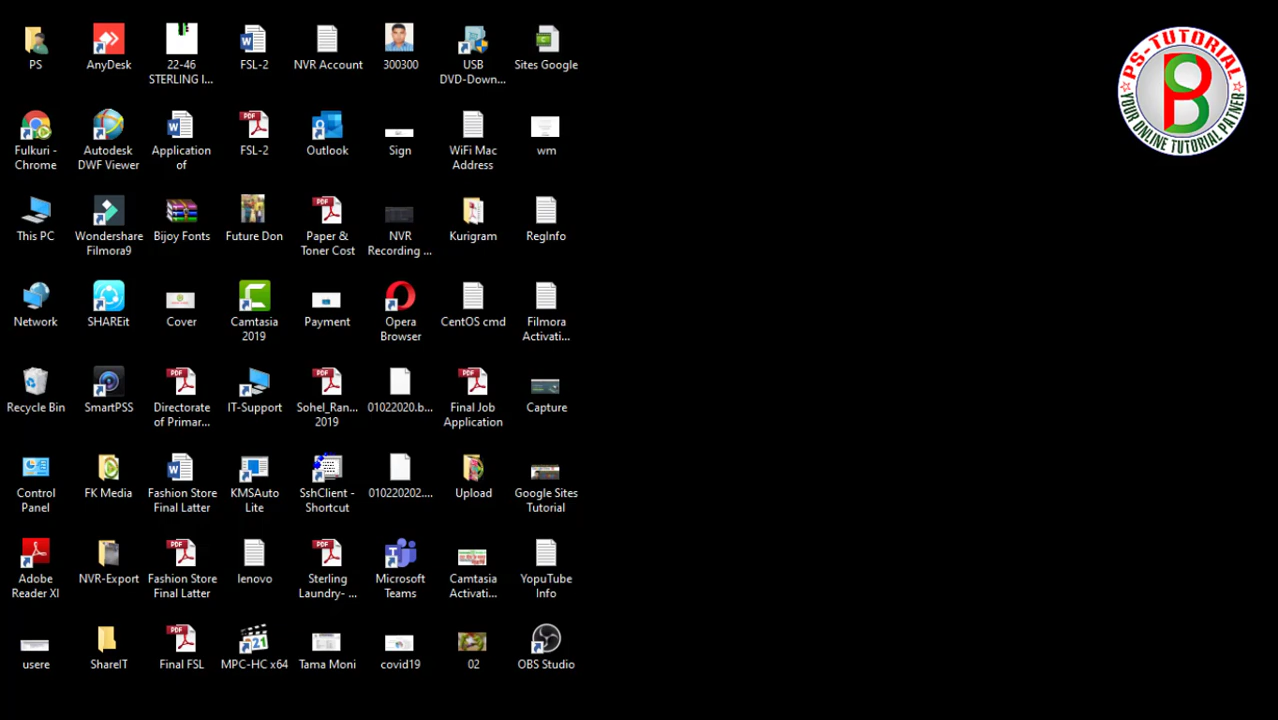 PS
AnyDesk
22-46
STERLING I...
FSL-2
NVR Account
300300
USB
DVD-Down...
Sites Google
Fulkuri -
Chrome
Autodesk
DWF Viewer
Application
of
FSL-2
Outlook
Sign
WiFi Mac
Address
wm
This PC
Wondershare
Filmora9
Bijoy Fonts
Future Don
Paper &
Toner Cost
NVR
Recording ...
Kurigram
RegInfo
Network
SHAREit
Cover
Camtasia
2019
Payment
Opera
Browser
CentOS cmd
Filmora
Activati...
Recycle Bin
SmartPSS
Directorate
of Primar...
IT-Support
Sohel_Ran...
2019
01022020.b...
Final Job
Application
Capture
Control
Panel
FK Media
Fashion Store
Final Latter
KMSAuto
Lite
SshClient -
Shortcut
010220202....
Upload
Google Sites
Tutorial
Adobe
Reader XI
NVR-Export
Fashion Store
Final Latter
lenovo
Sterling
Laundry- ...
Microsoft
Teams
Camtasia
Activati...
YopuTube
Info
usere
ShareIT
Final FSL
MPC-HC x64
Tama Moni
covid19
02
OBS Studio
PS-TUTORIAL
YOUR ONLINE TUTORIAL PATNER